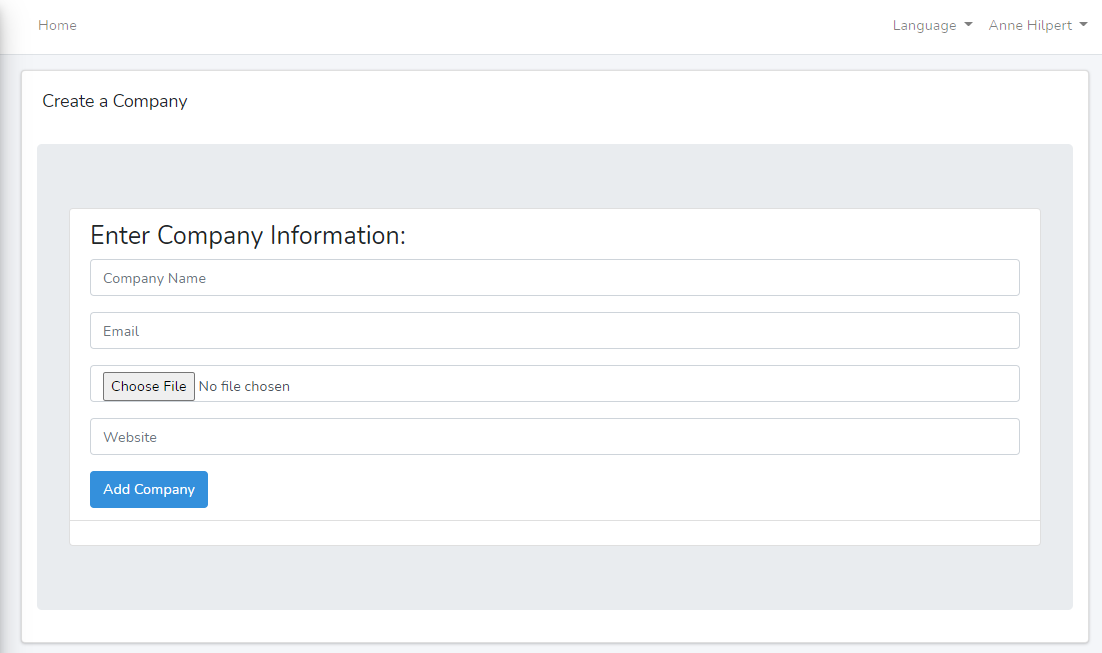 Home Language Anne Hilpert
Create a Company
Enter Company Information:
Company Name
Email
Choose File No file chosen
Website
Add Company